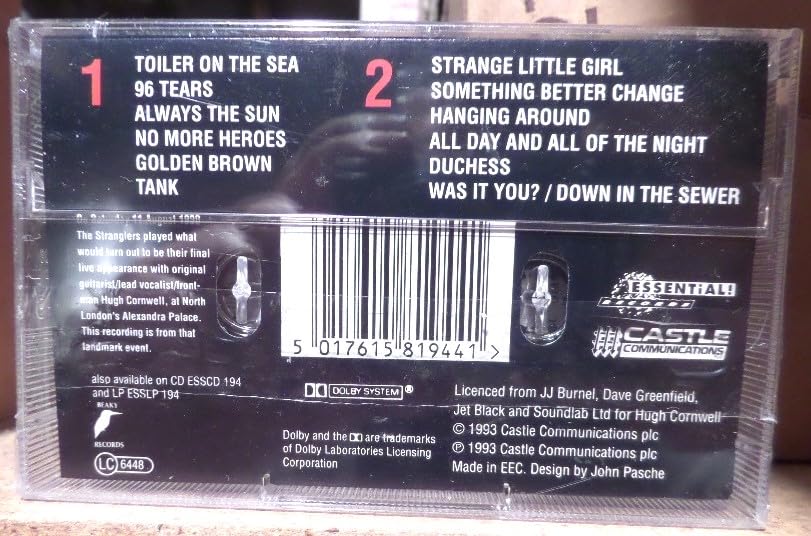 1
TOILER ON THE SEA
96 TEARS
ALWAYS THE SUN
NO MORE HEROES
GOLDEN BROWN
TANK
2
STRANGE LITTLE GIRL
SOMETHING BETTER CHANGE
HANGING AROUND
ALL DAY AND ALL OF THE NIGHT
DUCHESS
WAS IT YOU? / DOWN IN THE SEWER
11 August 1990
The Stranglers played what
would turn out to be their final
live appearance with original
guitarist/lead vocalist/front-
man Hugh Cornwell, at North
London's Alexandra Palace.
This recording is from that
landmark event.
also available on CD ESSCD 194
and LP ESSLP 194
BEAKY
RECORDS
LC 6448
5 017615 819441 >
DOLBY SYSTEM ®
Dolby and the are trademarks
of Dolby Laboratories Licensing
Corporation
ESSENTIAL!
RECORDS
CASTLE
COMMUNICATIONS
Licenced from JJ Burnel, Dave Greenfield,
Jet Black and Soundlab Ltd for Hugh Cornwell
© 1993 Castle Communications plc
℗ 1993 Castle Communications plc
Made in EEC. Design by John Pasche